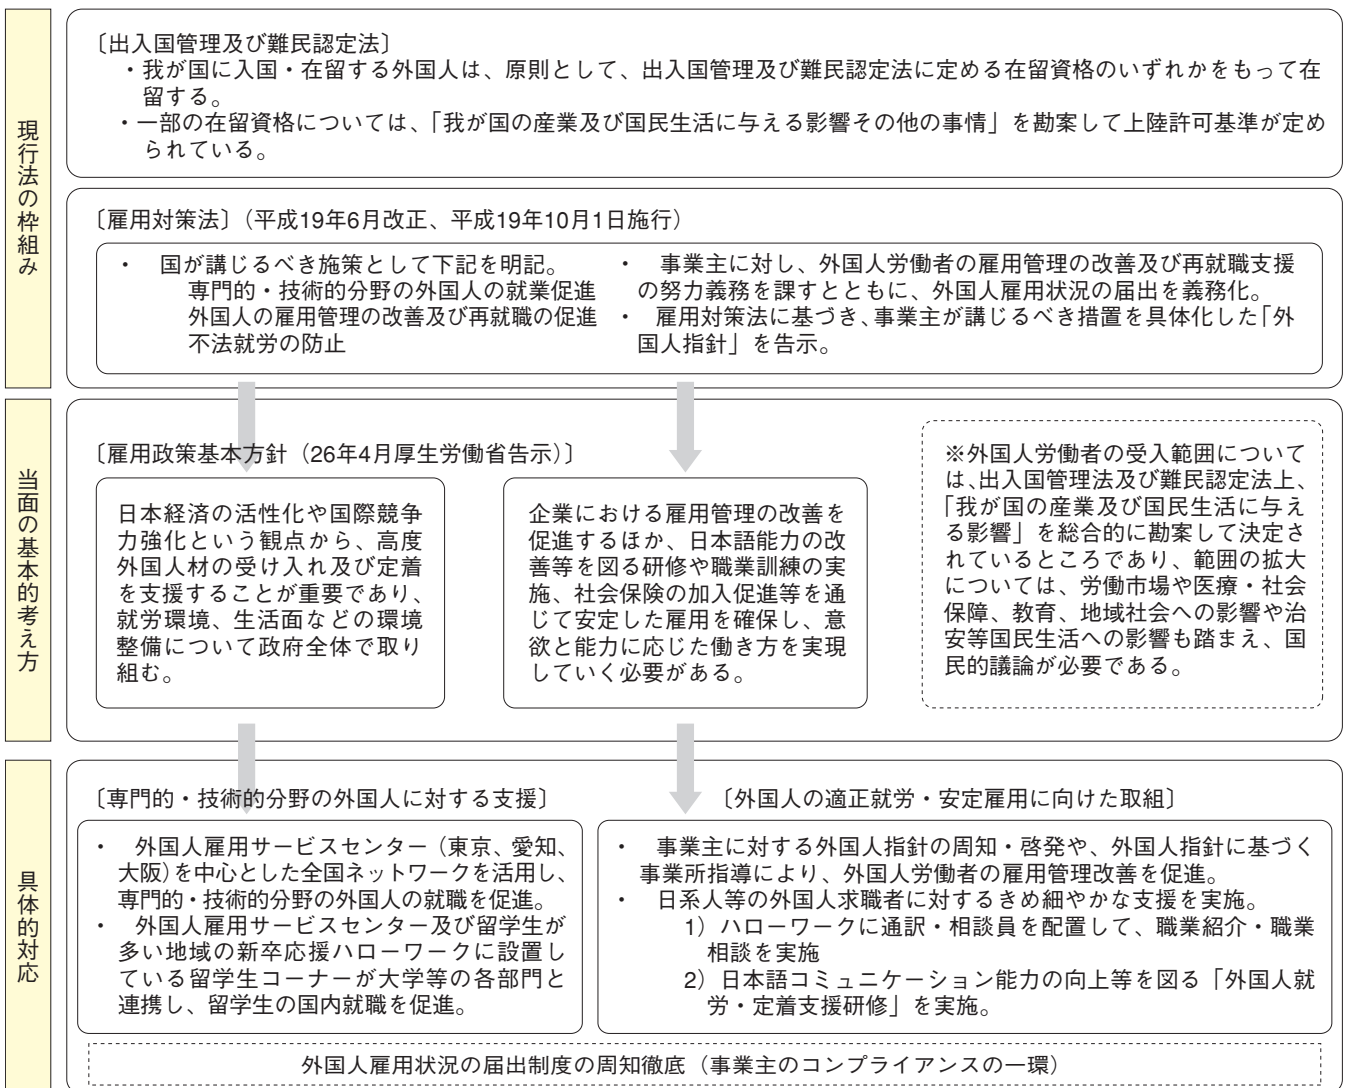 現行法の枠組み
〔出入国管理及び難民認定法〕
・我が国に入国・在留する外国人は、原則として、出入国管理及び難民認定法に定める在留資格のいずれかをもって在
留する。
・一部の在留資格については、「我が国の産業及び国民生活に与える影響その他の事情」を勘案して上陸許可基準が定め
られている。
〔雇用対策法〕（平成19年6月改正、平成19年10月1日施行）
・　国が講じるべき施策として下記を明記。
専門的・技術的分野の外国人の就業促進
外国人の雇用管理の改善及び再就職の促進
不法就労の防止
・　事業主に対し、外国人労働者の雇用管理の改善及び再就職支援
の努力義務を課すとともに、外国人雇用状況の届出を義務化。
・　雇用対策法に基づき、事業主が講じるべき措置を具体化した「外
国人指針」を告示。
当面の基本的考え方
〔雇用政策基本方針（26年4月厚生労働省告示）〕
日本経済の活性化や国際競争
力強化という観点から、高度
外国人材の受け入れ及び定着
を支援することが重要であり、
就労環境、生活面などの環境
整備について政府全体で取り
組む。
企業における雇用管理の改善を
促進するほか、日本語能力の改
善等を図る研修や職業訓練の実
施、社会保険の加入促進等を通
じて安定した雇用を確保し、意
欲と能力に応じた働き方を実現
していく必要がある。
※外国人労働者の受入範囲について
は、出入国管理法及び難民認定法上、
「我が国の産業及び国民生活に与え
る影響」を総合的に勘案して決定さ
れているところであり、範囲の拡大
については、労働市場や医療・社会
保障、教育、地域社会への影響や治
安等国民生活への影響も踏まえ、国
民的議論が必要である。
具体的対応
〔専門的・技術的分野の外国人に対する支援〕
・　外国人雇用サービスセンター（東京、愛知、
大阪）を中心とした全国ネットワークを活用し、
専門的・技術的分野の外国人の就職を促進。
・　外国人雇用サービスセンター及び留学生が
多い地域の新卒応援ハローワークに設置し
ている留学生コーナーが大学等の各部門と
連携し、留学生の国内就職を促進。
〔外国人の適正就労・安定雇用に向けた取組〕
・　事業主に対する外国人指針の周知・啓発や、外国人指針に基づく
事業所指導により、外国人労働者の雇用管理改善を促進。
・　日系人等の外国人求職者に対するきめ細やかな支援を実施。
1）ハローワークに通訳・相談員を配置して、職業紹介・職業
相談を実施
2）日本語コミュニケーション能力の向上等を図る「外国人就
労・定着支援研修」を実施。
外国人雇用状況の届出制度の周知徹底（事業主のコンプライアンスの一環）